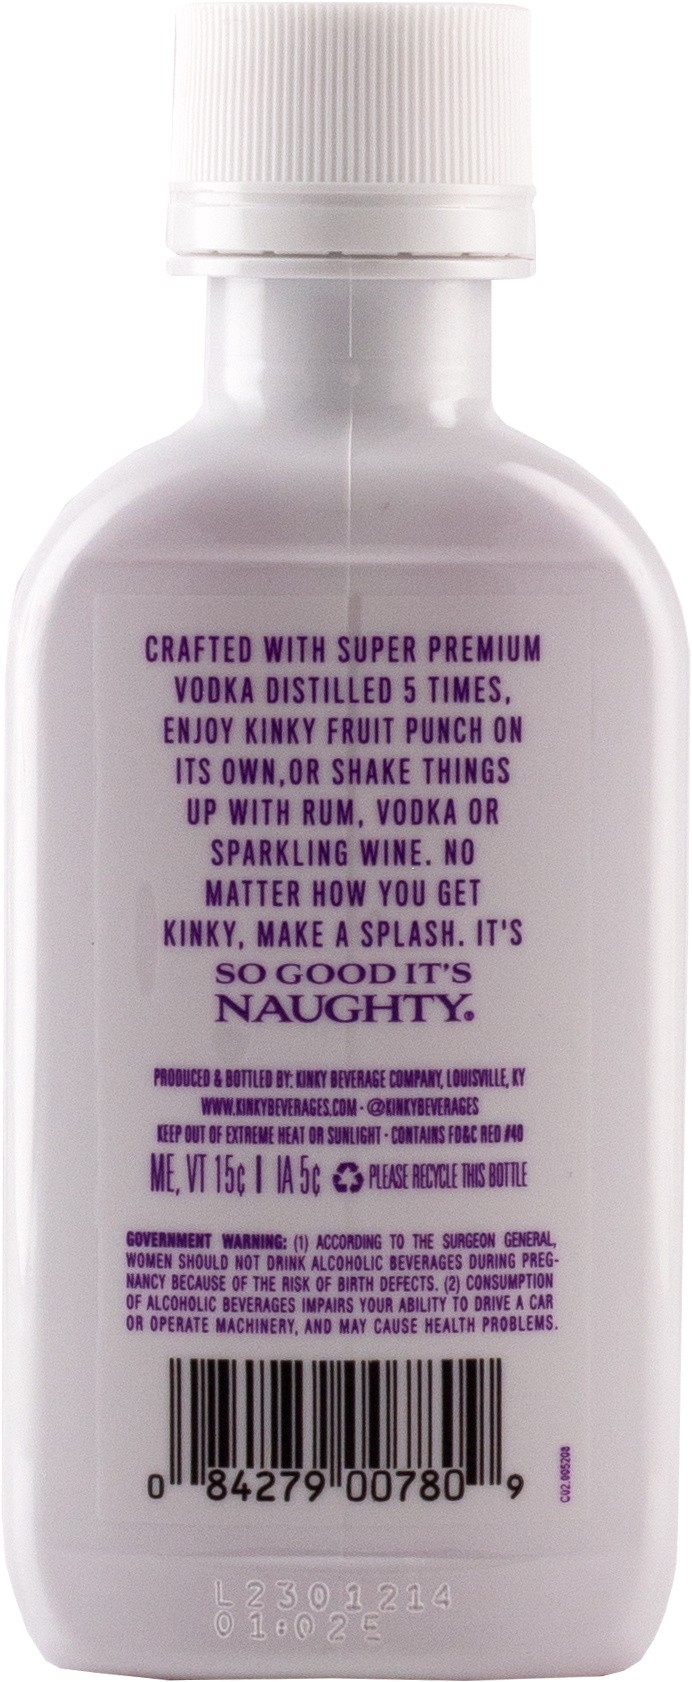 CRAFTED WITH SUPER PREMIUM
VODKA DISTILLED 5 TIMES,
ENJOY KINKY FRUIT PUNCH ON
ITS OWN,OR SHAKE THINGS
UP WITH RUM, VODKA OR
SPARKLING WINE. NO
MATTER HOW YOU GET
KINKY, MAKE A SPLASH. IT'S
SO GOOD IT'S
NAUGHTY®
PRODUCED & BOTTLED BY: KINKY BEVERAGE COMPANY, LOUISVILLE, KY
WWW.KINKYBEVERAGES.COM · @KINKYBEVERAGES
KEEP OUT OF EXTREME HEAT OR SUNLIGHT · CONTAINS FD&C RED #40
ME, VT 15¢ | IA 5¢ PLEASE RECYCLE THIS BOTTLE
GOVERNMENT WARNING: (1) ACCORDING TO THE SURGEON GENERAL,
WOMEN SHOULD NOT DRINK ALCOHOLIC BEVERAGES DURING PREG-
NANCY BECAUSE OF THE RISK OF BIRTH DEFECTS. (2) CONSUMPTION
OF ALCOHOLIC BEVERAGES IMPAIRS YOUR ABILITY TO DRIVE A CAR
OR OPERATE MACHINERY, AND MAY CAUSE HEALTH PROBLEMS.
0 84279 00780 9
C02.005208
L2301214
01:02E